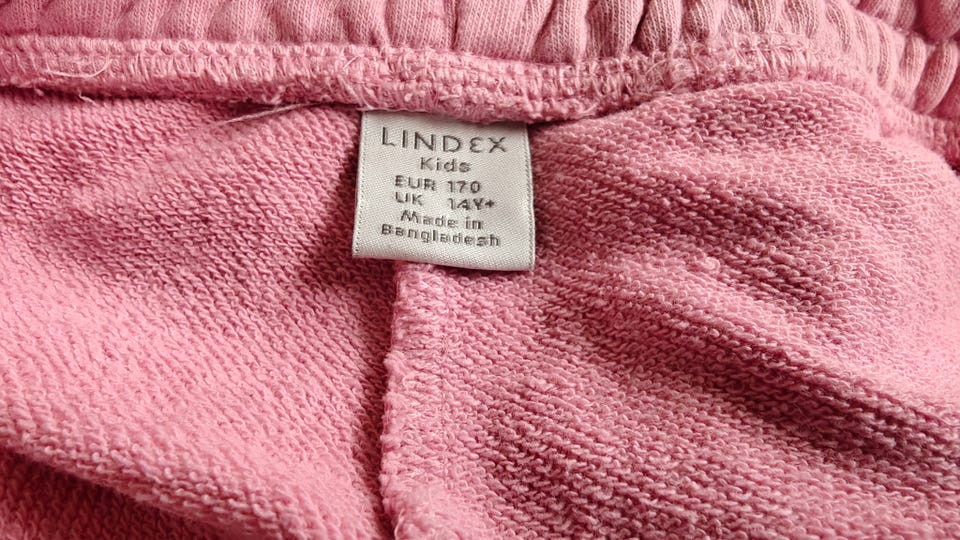 LINDEX
Kids
EUR 170
UK 14Y+
Made in
Bangladesh